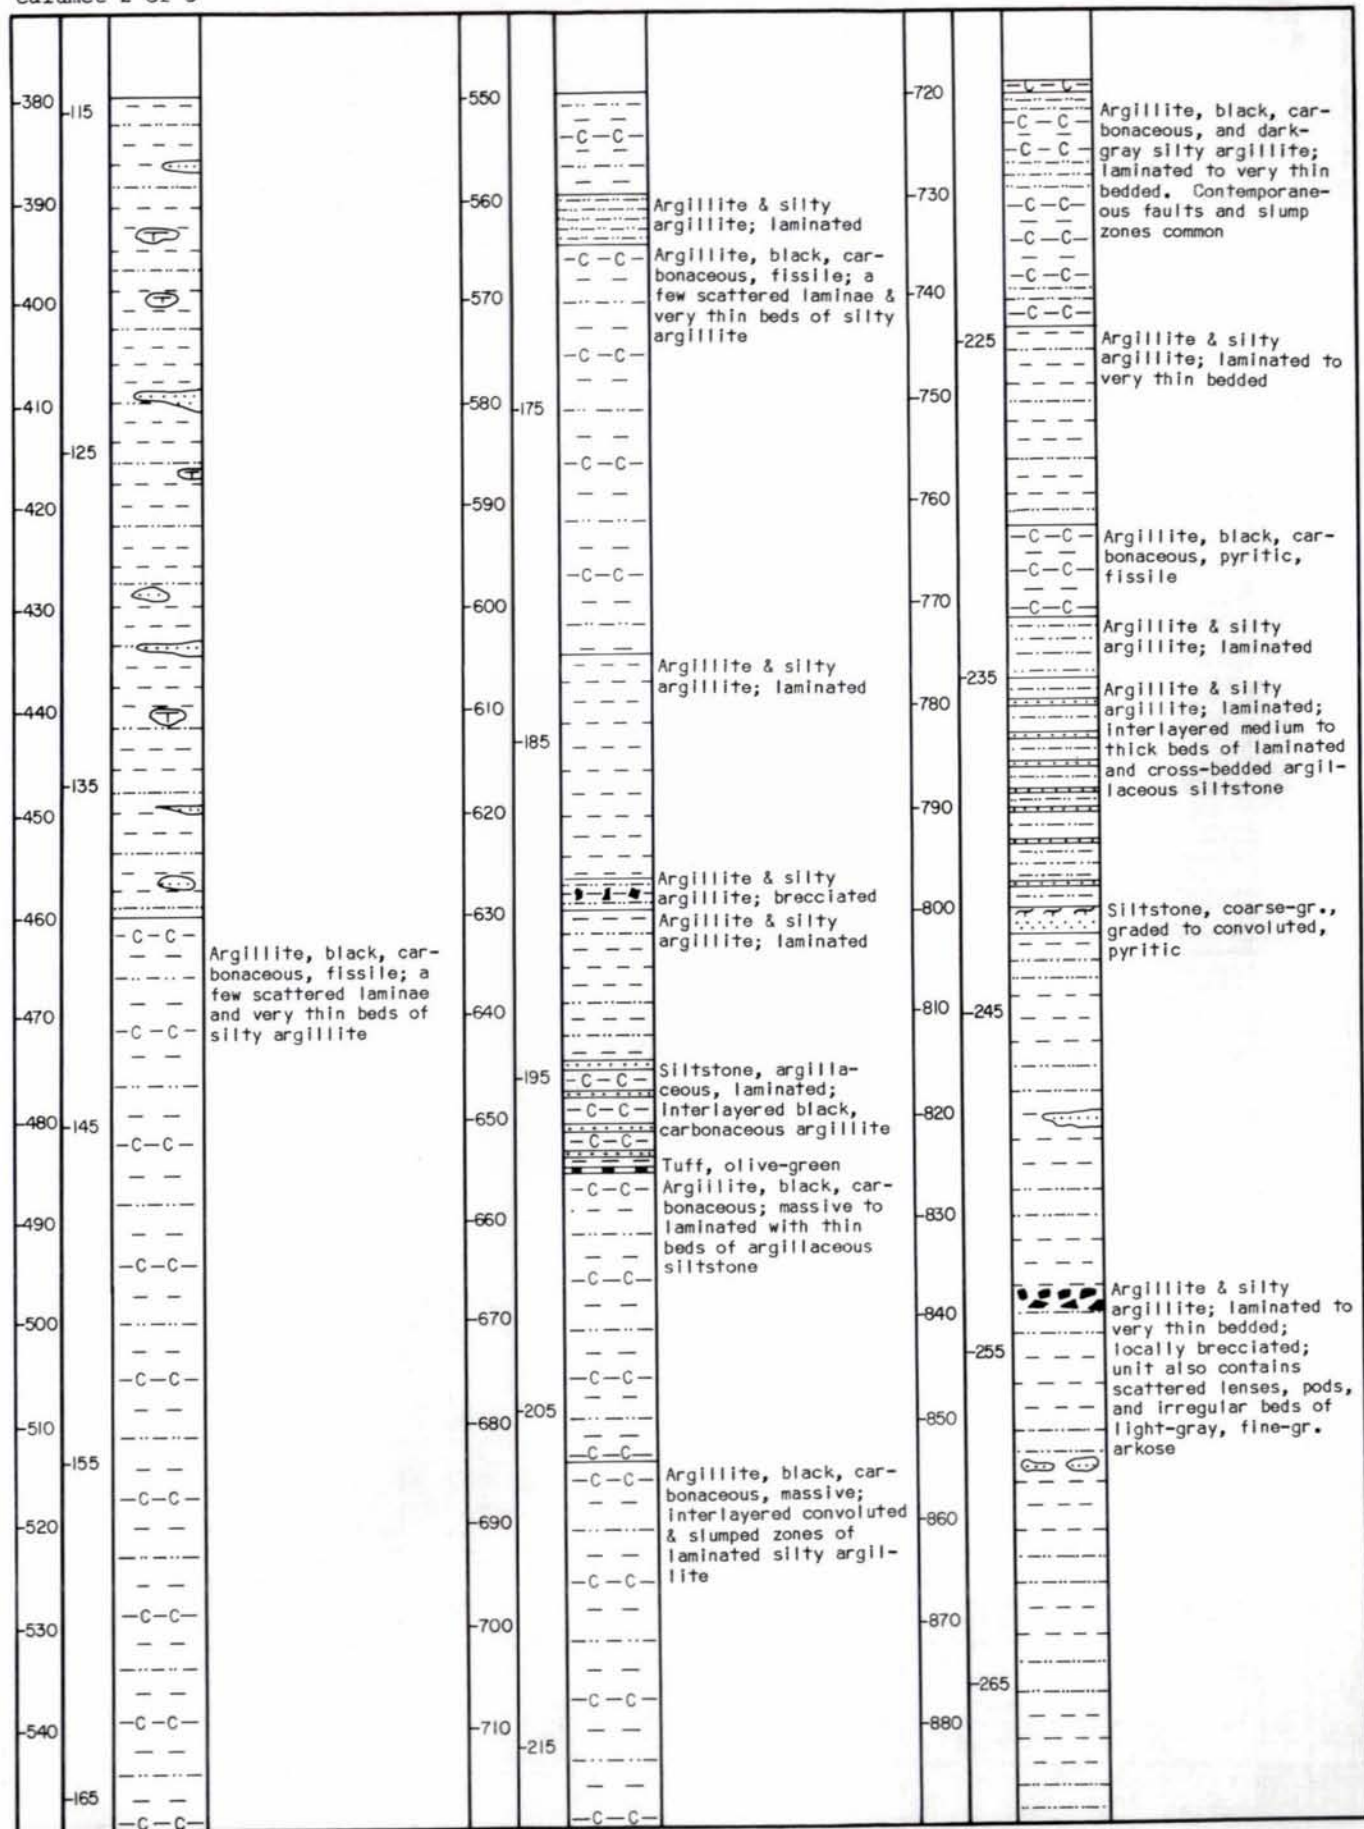 -380
-390
-400
-410
-420
-430
-440
-450
-460
-470
-480
-490
-500
-510
-520
-530
-540
-115
-125
-135
-145
-155
-165
Argillite, black, car-
bonaceous, fissile; a
few scattered laminae
and very thin beds of
silty argillite
-550
-560
-570
-580
-590
-600
-610
-620
-630
-640
-650
-660
-670
-680
-690
-700
-710
-175
-185
-195
-205
-215
Argillite & silty
argillite; laminated
Argillite, black, car-
bonaceous, fissile; a
few scattered laminae &
very thin beds of silty
argillite
Argillite & silty
argillite; laminated
Argillite & silty
argillite; brecciated
Argillite & silty
argillite; laminated
Siltstone, argilla-
ceous, laminated;
interlayered black,
carbonaceous argillite
Tuff, olive-green
Argillite, black, car-
bonaceous; massive to
laminated with thin
beds of argillaceous
siltstone
Argillite, black, car-
bonaceous, massive;
interlayered convoluted
& slumped zones of
laminated silty argil-
lite
-720
-730
-740
-750
-760
-770
-780
-790
-800
-810
-820
-830
-840
-850
-860
-870
-880
-225
-235
-245
-255
-265
Argillite, black, car-
bonaceous, and dark-
gray silty argillite;
laminated to very thin
bedded. Contemporane-
ous faults and slump
zones common
Argillite & silty
argillite; laminated to
very thin bedded
Argillite, black, car-
bonaceous, pyritic,
fissile
Argillite & silty
argillite; laminated
Argillite & silty
argillite; laminated;
interlayered medium to
thick beds of laminated
and cross-bedded argil-
laceous siltstone
Siltstone, coarse-gr.,
graded to convoluted,
pyritic
Argillite & silty
argillite; laminated to
very thin bedded;
locally brecciated;
unit also contains
scattered lenses, pods,
and irregular beds of
light-gray, fine-gr.
arkose